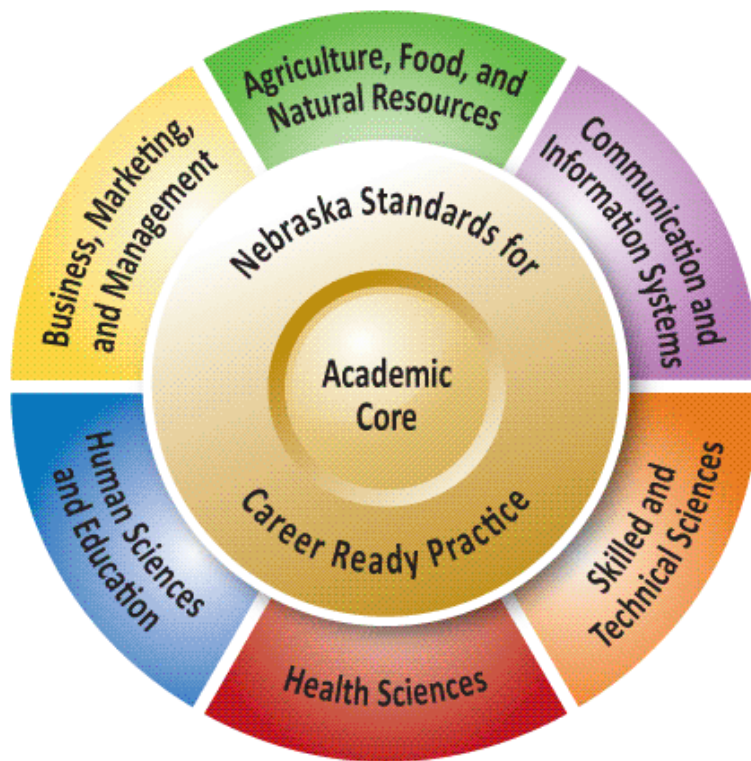 Agriculture, Food, and
Natural Resources
Communication and
Information Systems
Skilled and
Technical Sciences
Health Sciences
Human Sciences
and Education
Business, Marketing,
and Management
Nebraska Standards for
Career Ready Practice
Academic
Core